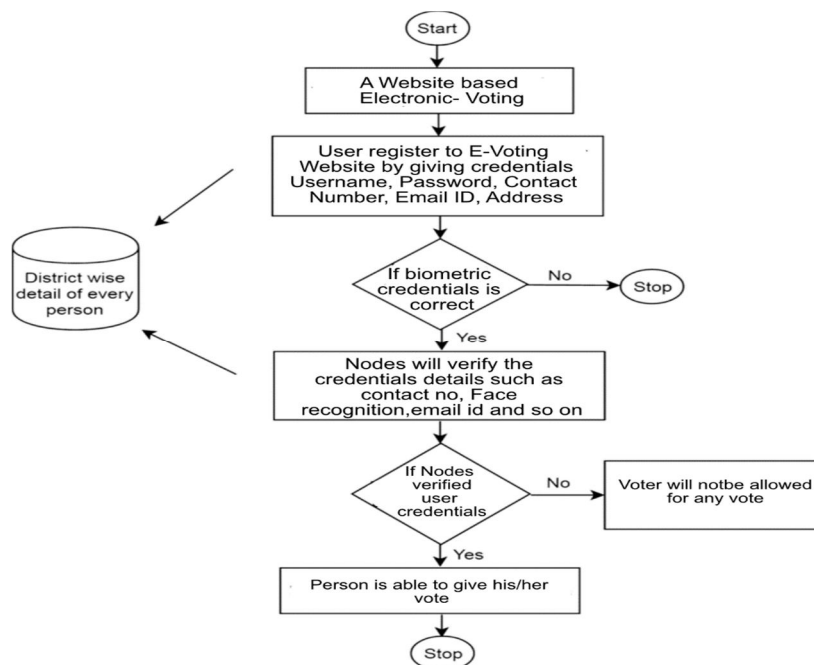 Start
A Website based
Electronic- Voting
User register to E-Voting
Website by giving credentials
Username, Password, Contact
Number, Email ID, Address
District wise
detail of every
person
If biometric
credentials is
correct
No
Stop
Yes
Nodes will verify the
credentials details such as
contact no, Face
recognition,email id and so on
If Nodes
verified
user
credentials
No
Voter will notbe allowed
for any vote
Yes
Person is able to give his/her
vote
Stop